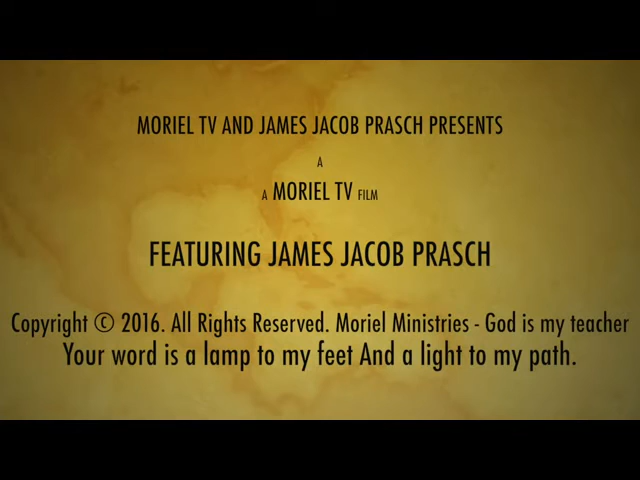 MORIEL TV AND JAMES JACOB PRASCH PRESENTS
A
A MORIEL TV FILM
FEATURING JAMES JACOB PRASCH
Copyright © 2016. All Rights Reserved. Moriel Ministries - God is my teacher
Your word is a lamp to my feet And a light to my path.